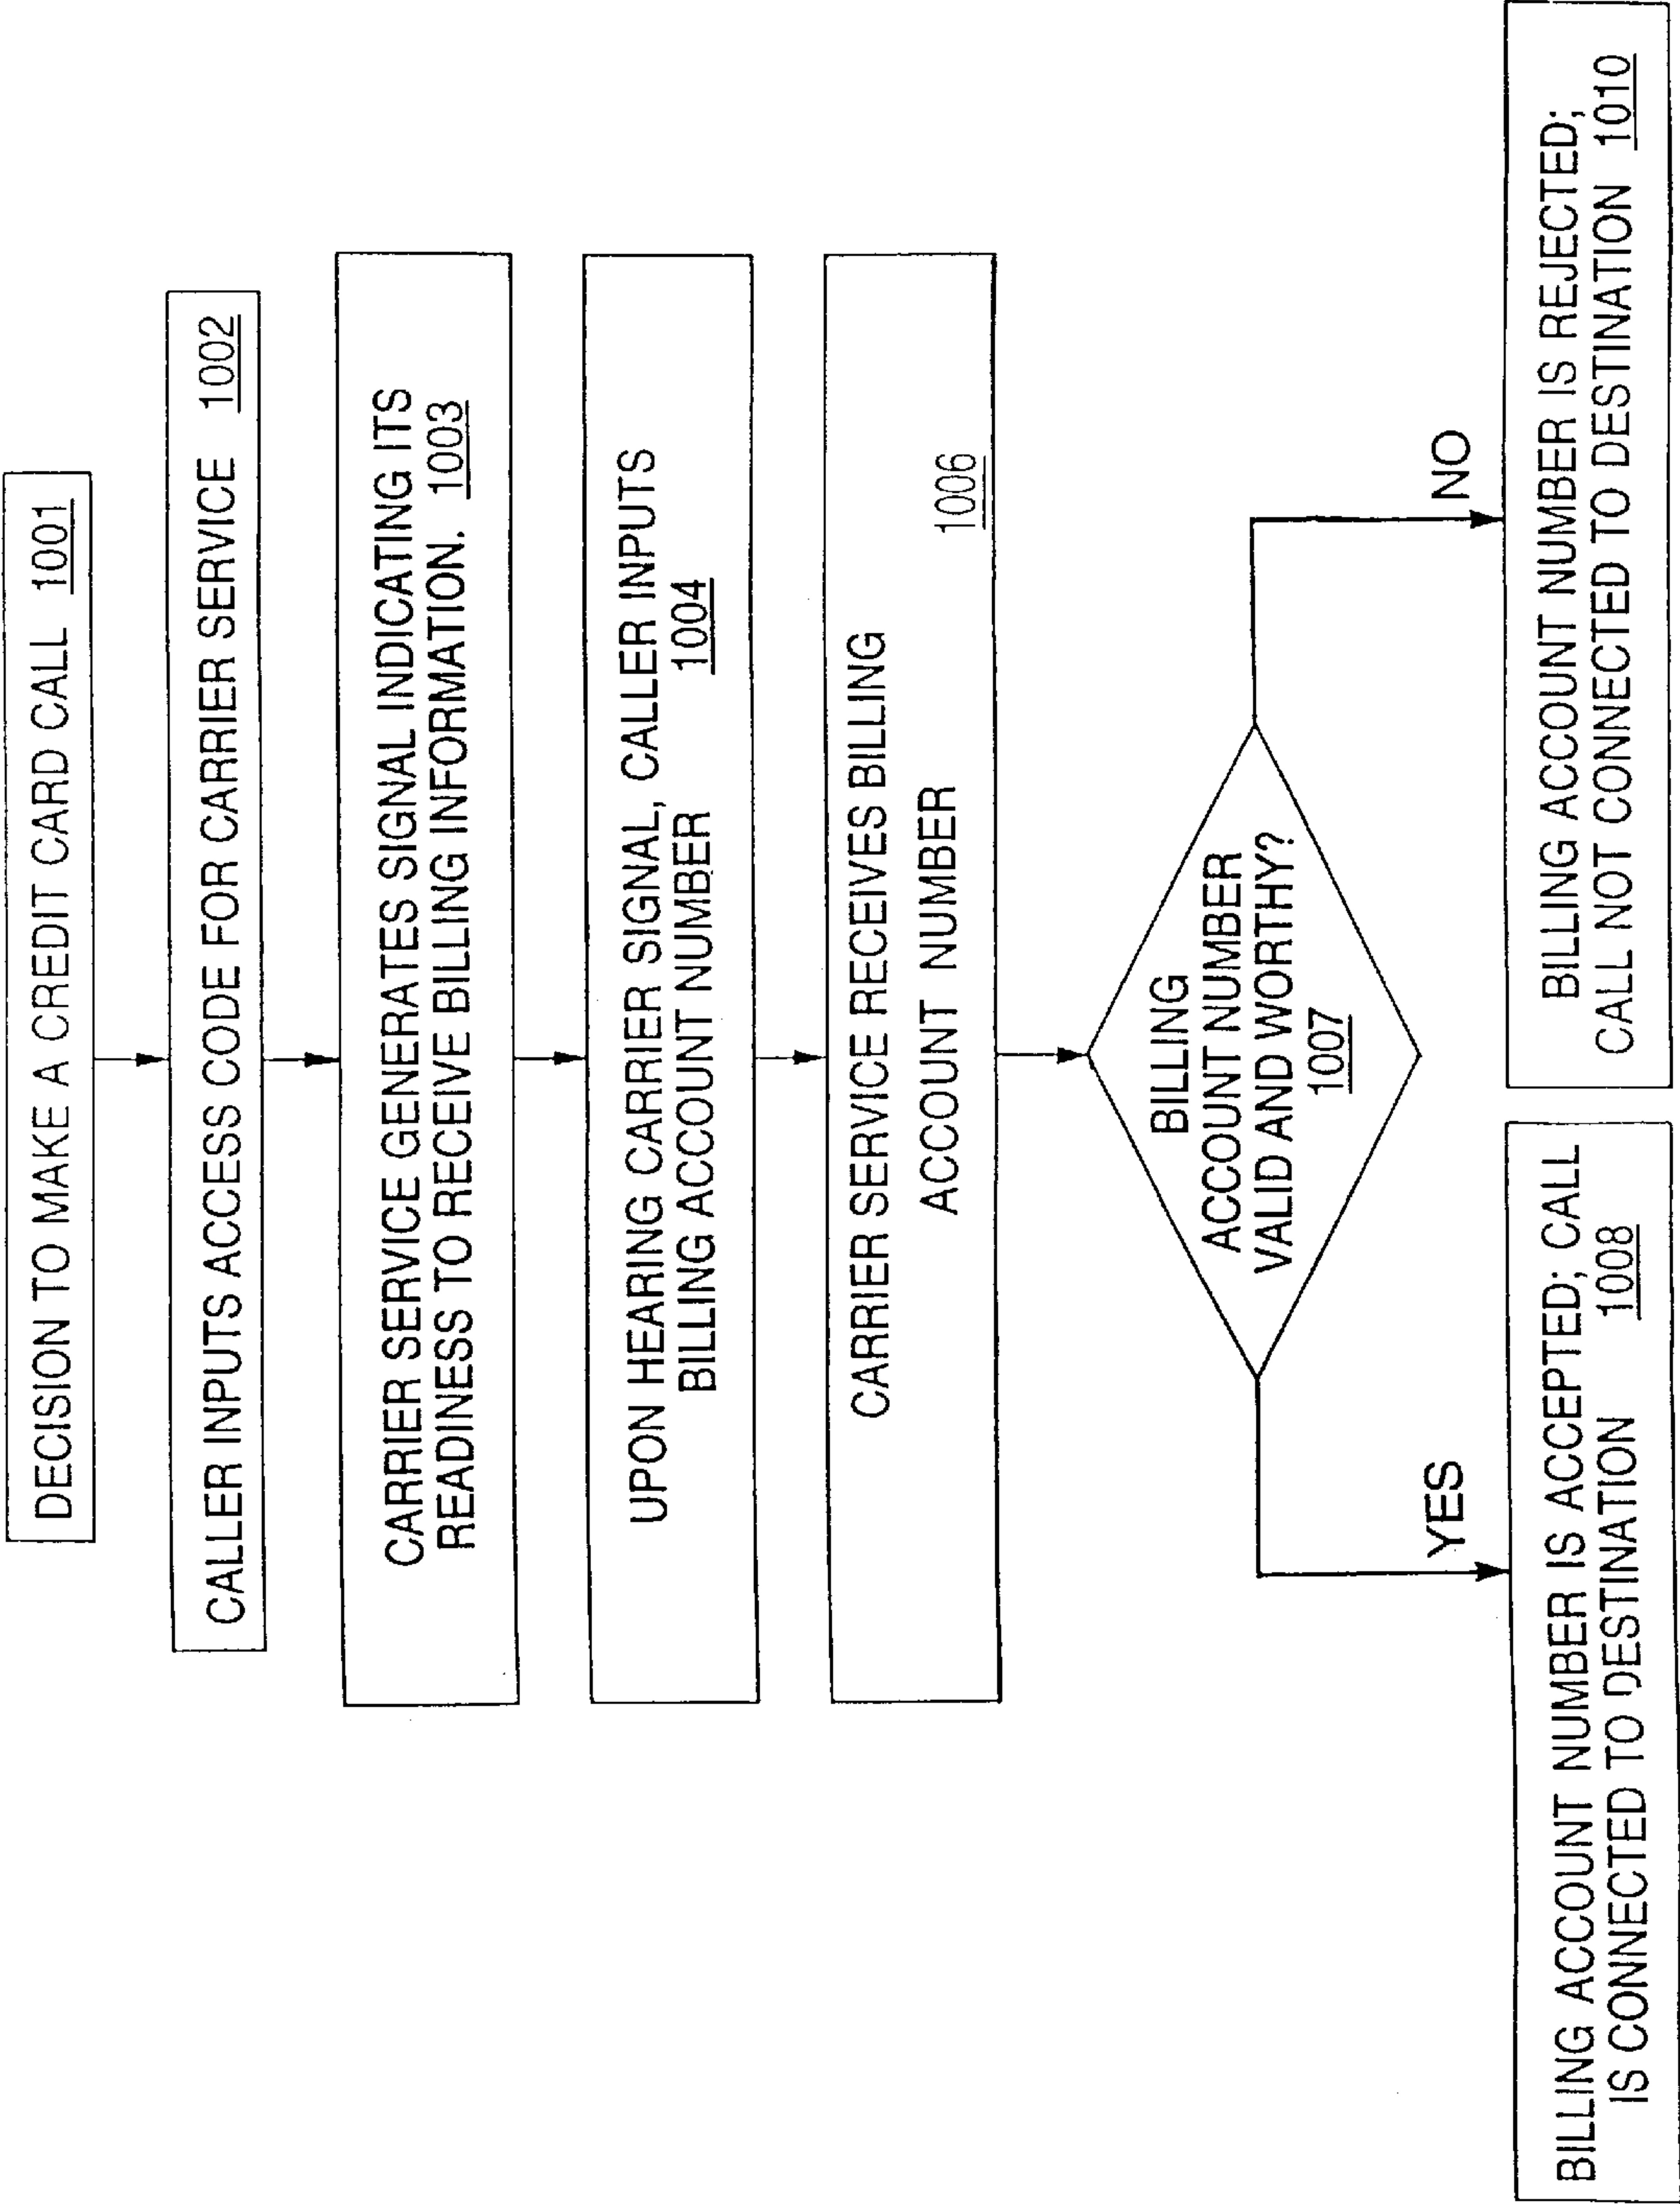 DECISION TO MAKE A CREDIT CARD CALL 1001
CALLER INPUTS ACCESS CODE FOR CARRIER SERVICE 1002
CARRIER SERVICE GENERATES SIGNAL INDICATING ITS
READINESS TO RECEIVE BILLING INFORMATION. 1003
UPON HEARING CARRIER SIGNAL, CALLER INPUTS
BILLING ACCOUNT NUMBER 1004
CARRIER SERVICE RECEIVES BILLING
ACCOUNT NUMBER 1006
BILLING
ACCOUNT NUMBER
VALID AND WORTHY?
1007
YES
NO
BILLING ACCOUNT NUMBER IS ACCEPTED; CALL
IS CONNECTED TO DESTINATION 1008
BILLING ACCOUNT NUMBER IS REJECTED;
CALL NOT CONNECTED TO DESTINATION 1010